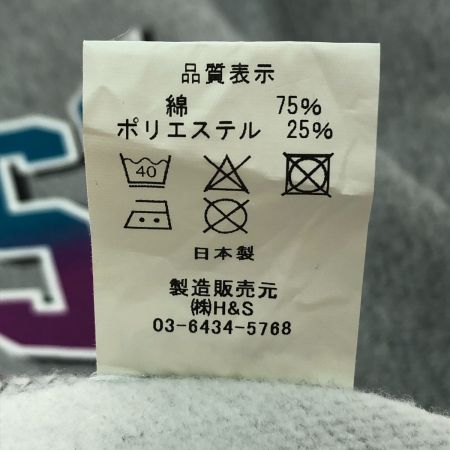 品質表示
綿 75%
ポリエステル 25%
40
日本製
製造販売元
㈱H&S
03-6434-5768
S